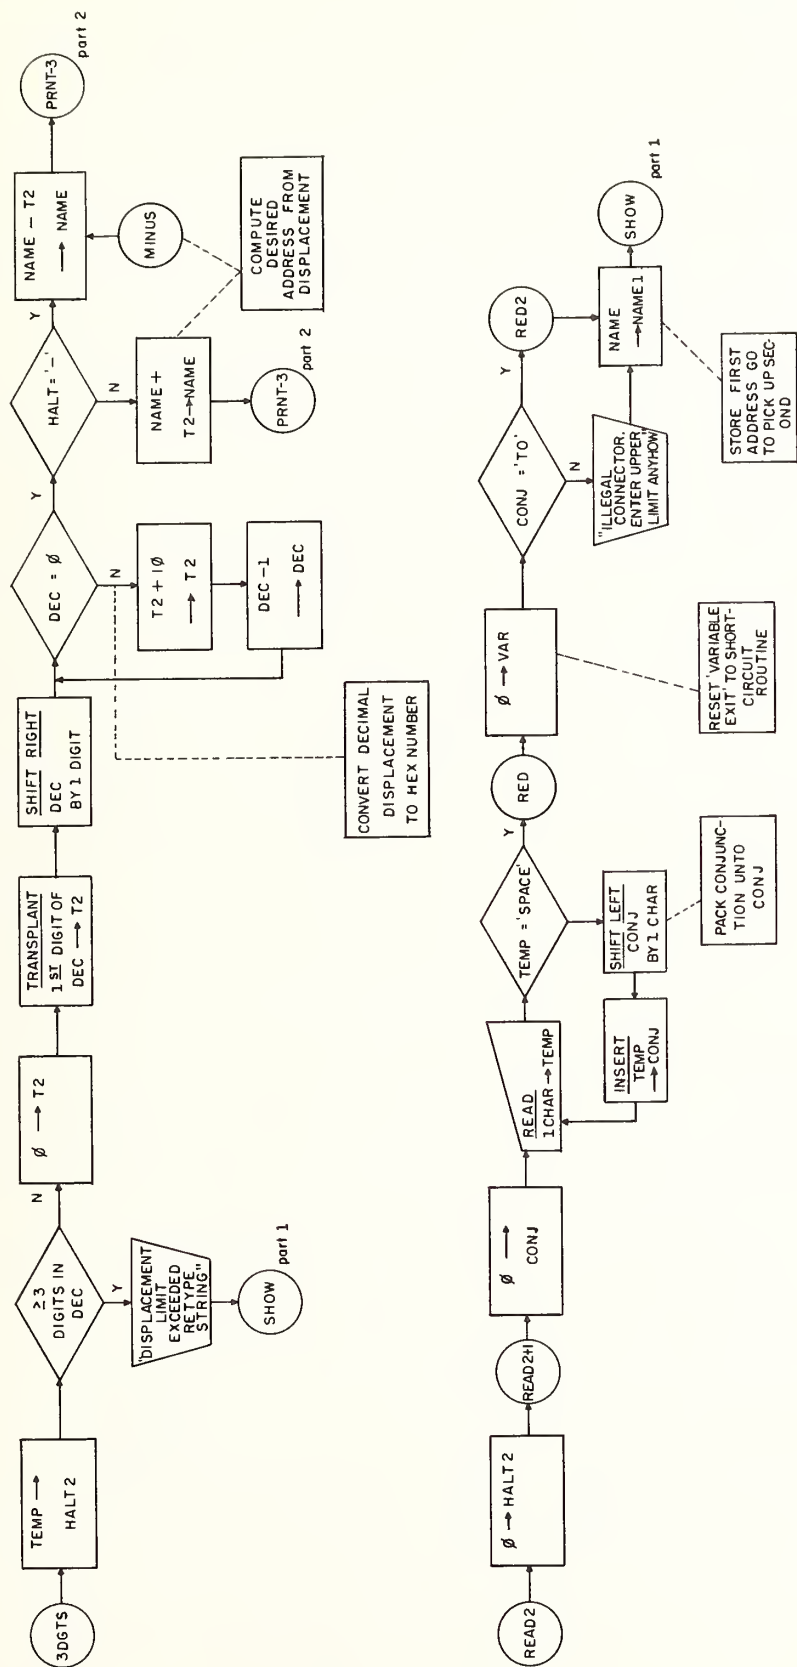 3DGTS
TEMP →
HALT2
≥3
DIGITS IN
DEC
N
Y
"DISPLACEMENT
LIMIT
EXCEEDED
RETYPE
STRING"
SHOW
part 1
Ø → T2
TRANSPLANT
1ST DIGIT OF
DEC → T2
SHIFT RIGHT
DEC
BY 1 DIGIT
DEC = Ø
Y
N
T2 + 1Ø
→ T2
DEC -1
→ DEC
CONVERT DECIMAL
DISPLACEMENT
TO HEX NUMBER
HALT = '-'
Y
N
NAME +
T2→NAME
PRNT-3
part 2
NAME - T2
→ NAME
MINUS
COMPUTE
DESIRED
ADDRESS FROM
DISPLACEMENT
PRNT-3
part 2
READ2
Ø → HALT2
READ2+1
Ø →
CONJ
READ
1 CHAR → TEMP
TEMP = 'SPACE'
Y
SHIFT LEFT
CONJ
BY 1 CHAR
INSERT
TEMP
→ CONJ
PACK CONJUNC-
TION UNTO
CONJ
RED
Ø → VAR
RESET 'VARIABLE
EXIT' TO SHORT-
CIRCUIT
ROUTINE
CONJ = 'TO'
Y
N
"ILLEGAL
CONNECTOR,
ENTER UPPER
LIMIT ANYHOW"
RED2
NAME
→ NAME1
STORE FIRST
ADDRESS GO
TO PICK UP SEC-
OND
SHOW
part 1